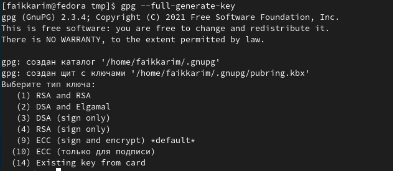 [faikkarim@fedora tmp]$ gpg --full-generate-key
gpg (GnuPG) 2.3.4; Copyright (C) 2021 Free Software Foundation, Inc.
This is free software: you are free to change and redistribute it.
There is NO WARRANTY, to the extent permitted by law.
gpg: создан каталог '/home/faikkarim/.gnupg'
gpg: создан щит с ключами '/home/faikkarim/.gnupg/pubring.kbx'
Выберите тип ключа:
(1) RSA and RSA
(2) DSA and Elgamal
(3) DSA (sign only)
(4) RSA (sign only)
(9) ECC (sign and encrypt) *default*
(10) ECC (только для подписи)
(14) Existing key from card